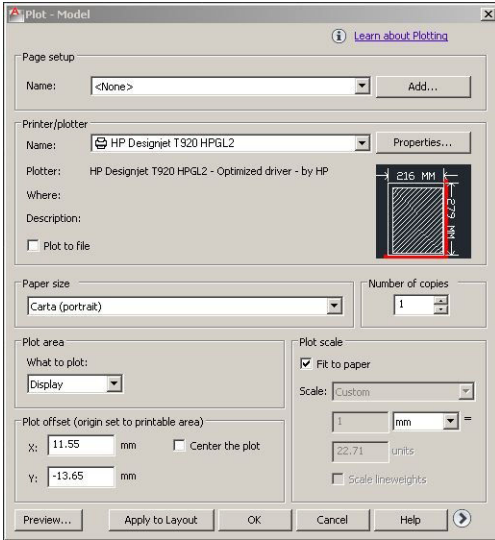 Plot - Model
Learn about Plotting
Page setup
Name: <None> Add...
Printer/plotter
Name: HP Designjet T920 HPGL2 Properties...
Plotter: HP Designjet T920 HPGL2 - Optimized driver - by HP
Where:
Description:
Plot to file
216 MM
279 MM
Paper size
Carta (portrait)
Number of copies
1
Plot area
What to plot:
Display
Plot offset (origin set to printable area)
X: 11.55 mm Center the plot
Y: -13.65 mm
Plot scale
Fit to paper
Scale: Custom
1 mm =
22.71 units
Scale lineweights
Preview... Apply to Layout OK Cancel Help